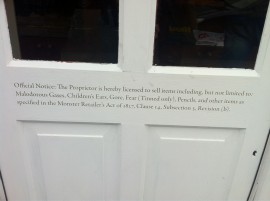 Official Notice: The Proprietor is hereby licensed to sell items including, but not limited to:
Malodorous Gases, Children's Ears, Gore, Fear (Tinned only), Pencils, and other items as
specified in the Monster Retailer's Act of 1827, Clause 14, Subsection 5, Revision (b)